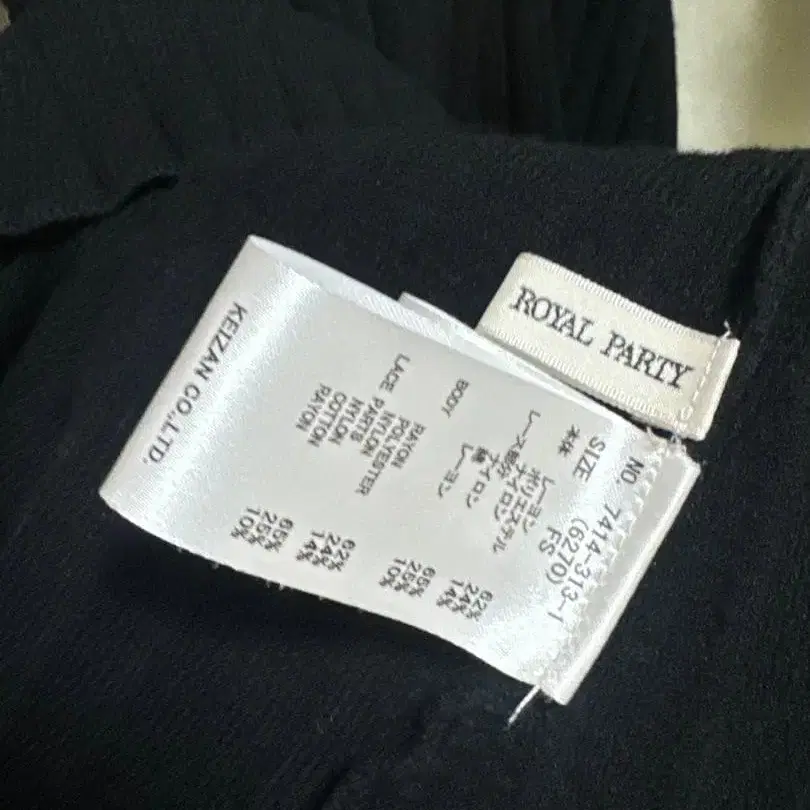 ROYAL PARTY
NO 7414-313-1
(6270)
SIZE FS
本体 レーヨン 62%
ポリエステル 24%
ナイロン 14%
レース部分 ナイロン 65%
綿 25%
レーヨン 10%
BODY
RAYON 62%
POLYESTER 24%
NYLON 14%
LACE PARTS
NYLON 65%
COTTON 25%
RAYON 10%
KEIZAN CO.,LTD.